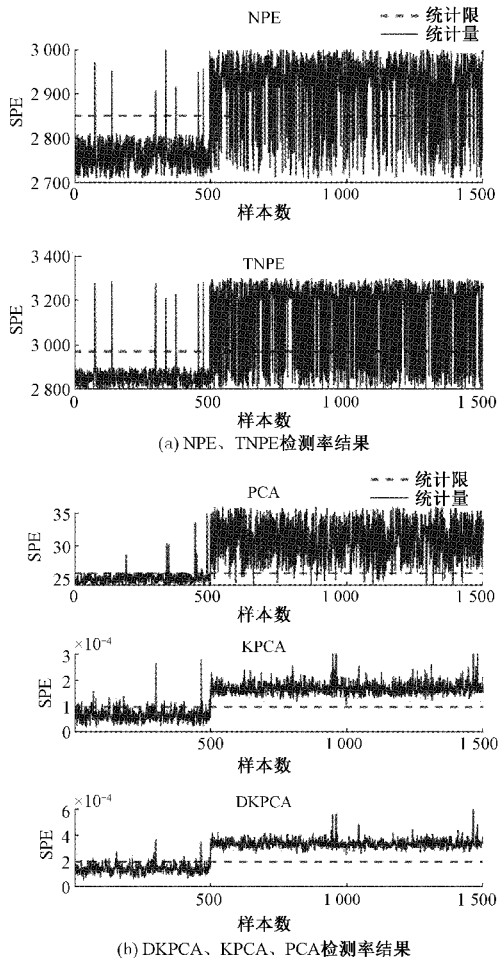 NPE
统计限
统计量
3 000
2 900
2 800
2 700
SPE
0
500
1 000
1 500
样本数
TNPE
3 400
3 200
3 000
2 800
SPE
0
500
1 000
1 500
样本数
(a) NPE、TNPE检测率结果
PCA
统计限
统计量
35
30
25
SPE
0
500
1 000
1 500
样本数
KPCA
×10⁻⁴
3
2
1
0
SPE
500
1 000
1 500
样本数
DKPCA
×10⁻⁴
6
4
2
0
SPE
500
1 000
1 500
样本数
(b) DKPCA、KPCA、PCA检测率结果